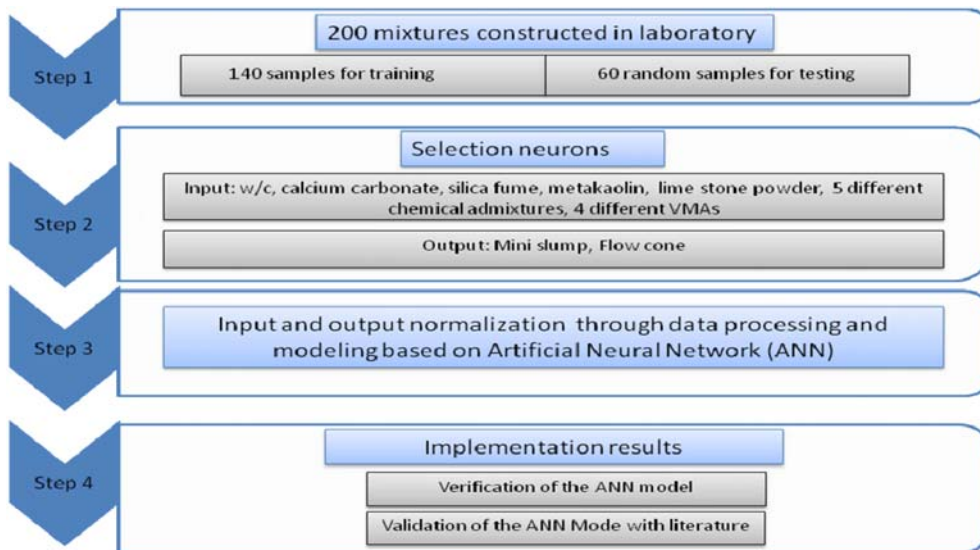 200 mixtures constructed in laboratory
Step 1
140 samples for training
60 random samples for testing
Selection neurons
Step 2
Input: w/c, calcium carbonate, silica fume, metakaolin, lime stone powder, 5 different
chemical admixtures, 4 different VMAs
Output: Mini slump, Flow cone
Step 3
Input and output normalization through data processing and
modeling based on Artificial Neural Network (ANN)
Implementation results
Step 4
Verification of the ANN model
Validation of the ANN Mode with literature